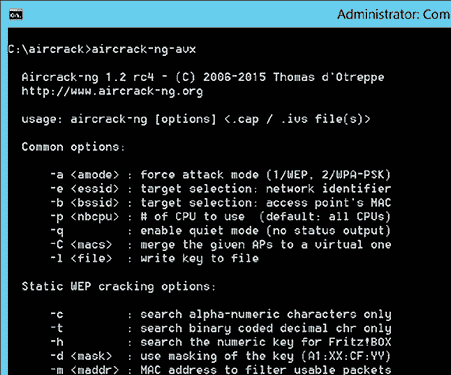 Administrator: Com
C:\aircrack>aircrack-ng-avx
Aircrack-ng 1.2 rc4 - (C) 2006-2015 Thomas d'Otreppe
http://www.aircrack-ng.org
usage: aircrack-ng [options] <.cap / .ivs file(s)>
Common options:
-a <amode> : force attack mode (1/WEP, 2/WPA-PSK)
-e <essid> : target selection: network identifier
-b <bssid> : target selection: access point's MAC
-p <nbcpu> : # of CPU to use  (default: all CPUs)
-q         : enable quiet mode (no status output)
-C <macs>  : merge the given APs to a virtual one
-l <file>  : write key to file
Static WEP cracking options:
-c         : search alpha-numeric characters only
-t         : search binary coded decimal chr only
-h         : search the numeric key for Fritz!BOX
-d <mask>  : use masking of the key (A1:XX:CF:YY)
-m <maddr> : MAC address to filter usable packets